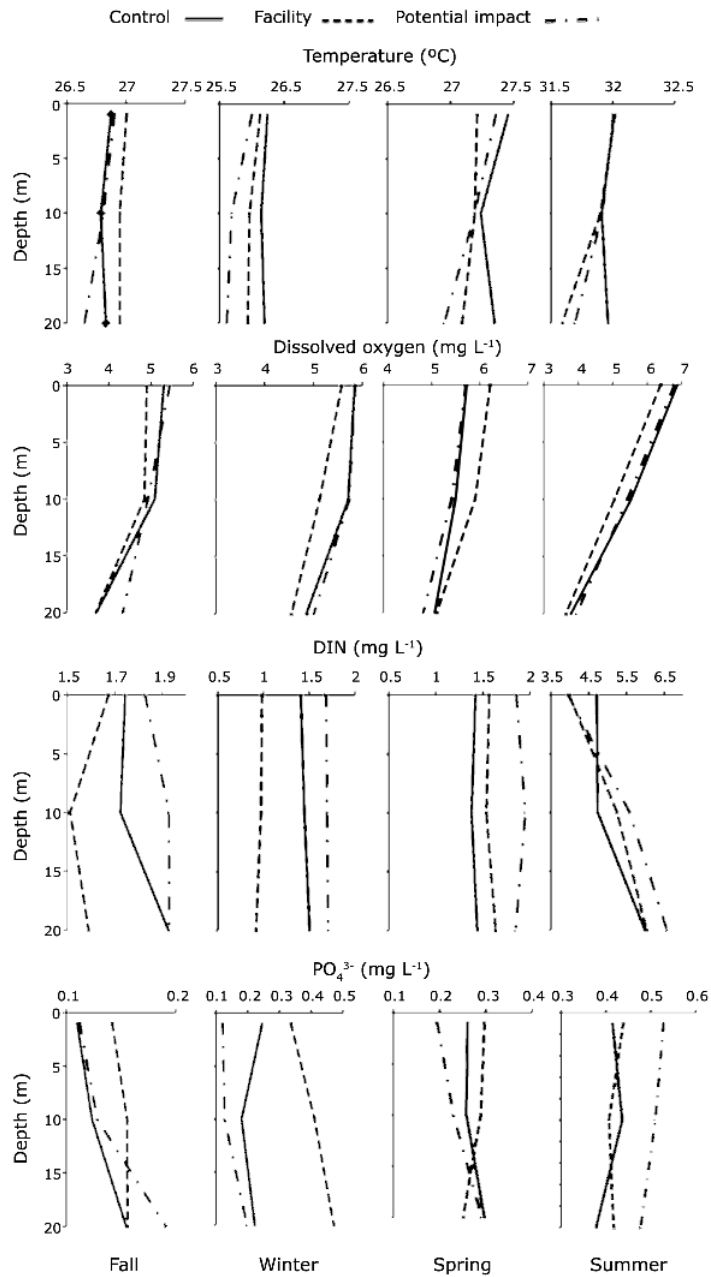 Control Facility Potential impact
Temperature (ºC)
26.5 27 27.5 25.5 26.5 27.5 26.5 27 27.5 31.5 32 32.5
0
5
10
15
20
Depth (m)
Dissolved oxygen (mg L-1)
3 4 5 6 3 4 5 6 4 5 6 7 3 4 5 6 7
0
5
10
15
20
Depth (m)
DIN (mg L-1)
1.5 1.7 1.9 0.5 1 1.5 2 0.5 1 1.5 2 3.5 4.5 5.5 6.5
0
5
10
15
20
Depth (m)
PO43- (mg L-1)
0.1 0.2 0.1 0.2 0.3 0.4 0.5 0.1 0.2 0.3 0.4 0.3 0.4 0.5 0.6
0
5
10
15
20
Depth (m)
Fall Winter Spring Summer